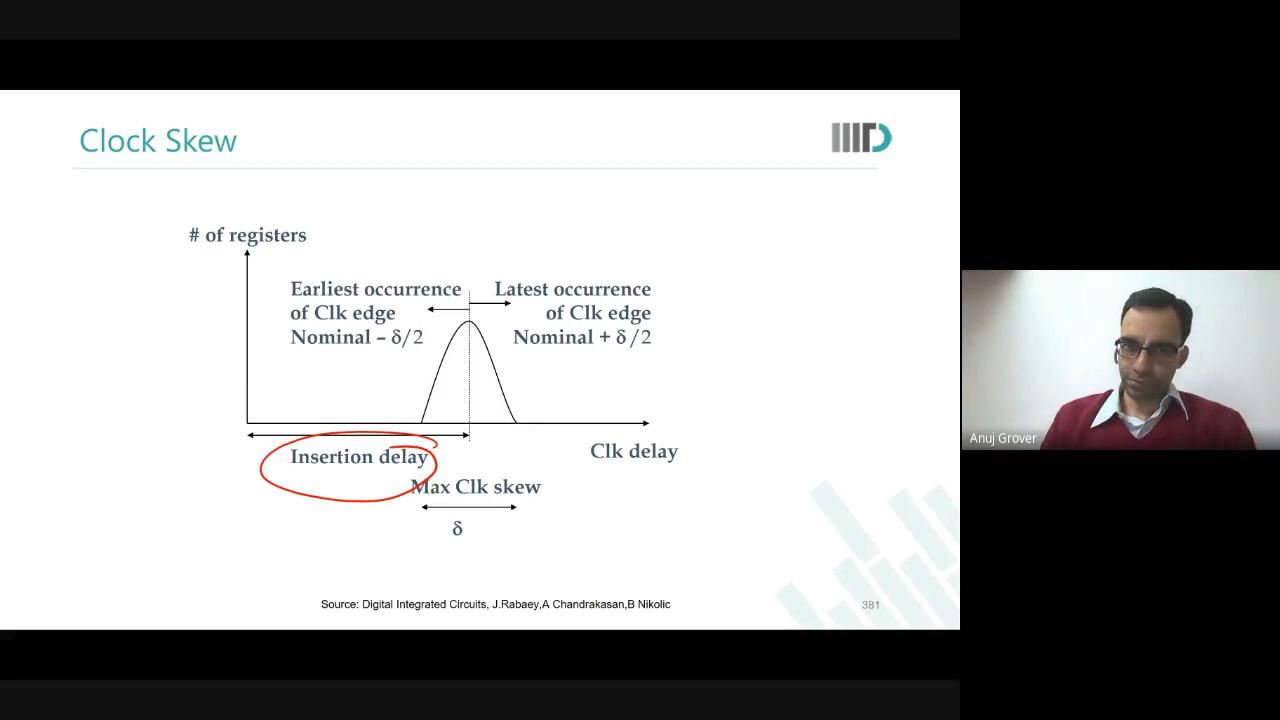 Clock Skew
IIITD
# of registers
Earliest occurrence
of Clk edge
Nominal – δ/2
Latest occurrence
of Clk edge
Nominal + δ /2
Insertion delay
Clk delay
Max Clk skew
δ
Source: Digital Integrated Circuits, J.Rabaey,A Chandrakasan,B Nikolic
381
Anuj Grover